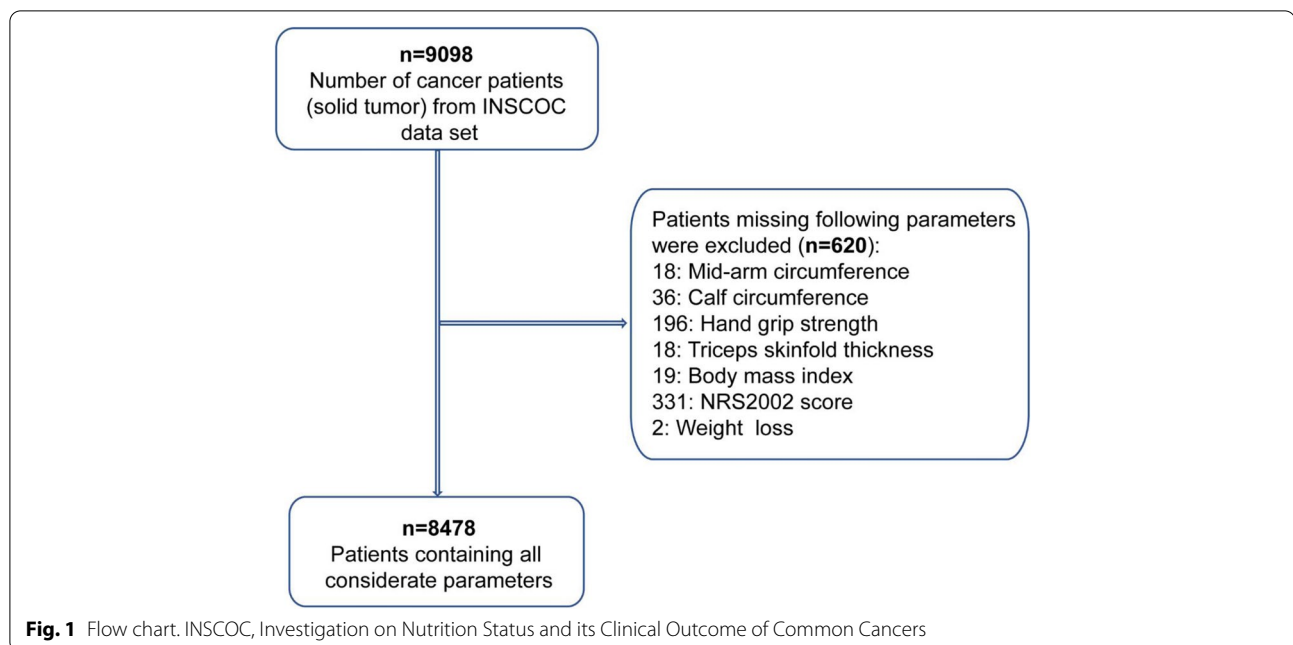 n=9098
Number of cancer patients
(solid tumor) from INSCOC
data set
Patients missing following parameters
were excluded (n=620):
18: Mid-arm circumference
36: Calf circumference
196: Hand grip strength
18: Triceps skinfold thickness
19: Body mass index
331: NRS2002 score
2: Weight loss
n=8478
Patients containing all
considerate parameters
Fig. 1 Flow chart. INSCOC, Investigation on Nutrition Status and its Clinical Outcome of Common Cancers